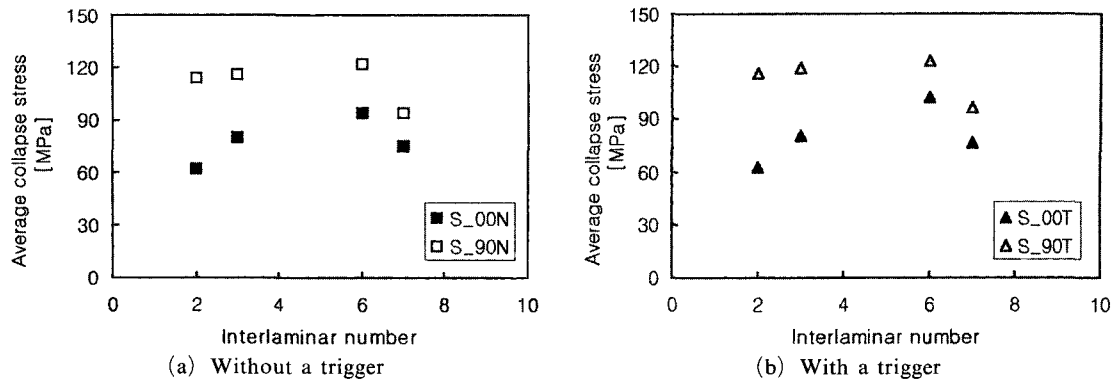 Average collapse stress
[MPa]
150
120
90
60
30
0
0 2 4 6 8 10
Interlaminar number
S_00N
S_90N
(a) Without a trigger
Average collapse stress
[MPa]
150
120
90
60
30
0
0 2 4 6 8 10
Interlaminar number
S_00T
S_90T
(b) With a trigger